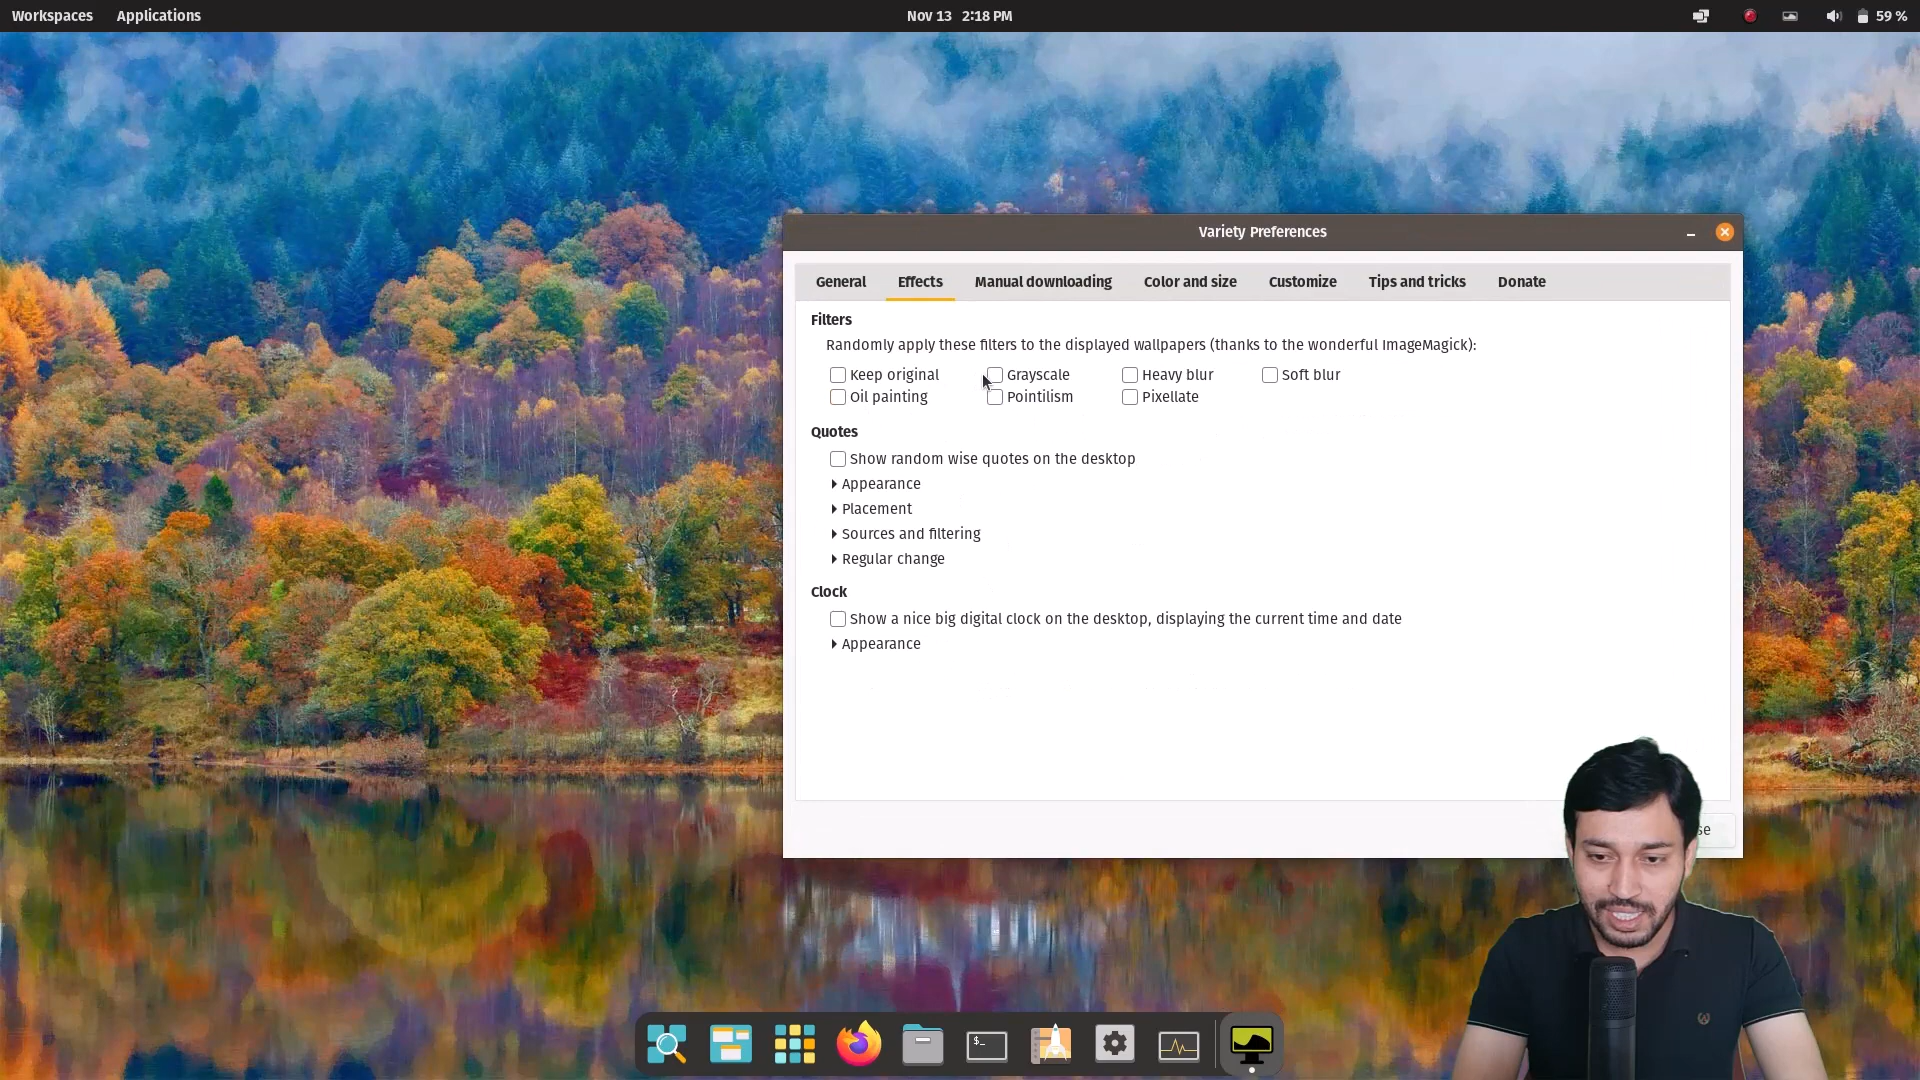 Workspaces Applications Nov 13 2:18 PM 59 %
Variety Preferences
General Effects Manual downloading Color and size Customize Tips and tricks Donate
Filters
Randomly apply these filters to the displayed wallpapers (thanks to the wonderful ImageMagick):
Keep original Grayscale Heavy blur Soft blur
Oil painting Pointilism Pixellate
Quotes
Show random wise quotes on the desktop
Appearance
Placement
Sources and filtering
Regular change
Clock
Show a nice big digital clock on the desktop, displaying the current time and date
Appearance
$_